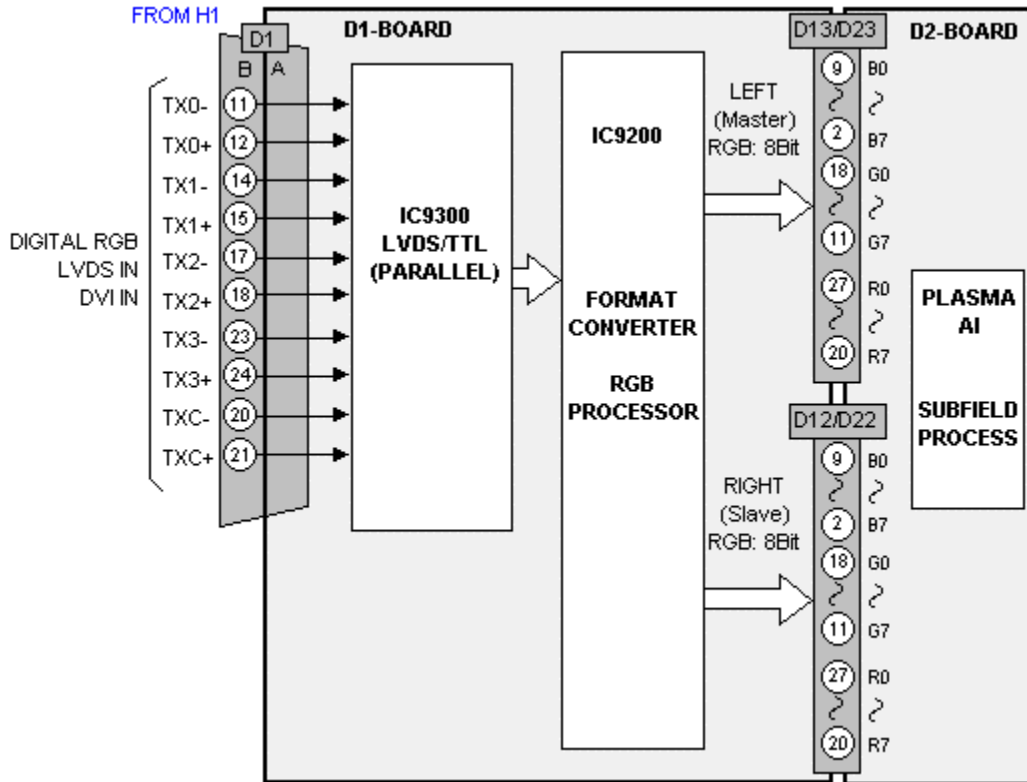 FROM H1
D1
B A
TX0- 11
TX0+ 12
TX1- 14
TX1+ 15
TX2- 17
TX2+ 18
TX3- 23
TX3+ 24
TXC- 20
TXC+ 21
DIGITAL RGB
LVDS IN
DVI IN
D1-BOARD
IC9300
LVDS/TTL
(PARALLEL)
IC9200
FORMAT
CONVERTER
RGB
PROCESSOR
LEFT
(Master)
RGB: 8Bit
RIGHT
(Slave)
RGB: 8Bit
D13/D23
9 B0
2 B7
18 G0
11 G7
27 R0
20 R7
D12/D22
9 B0
2 B7
18 G0
11 G7
27 R0
20 R7
D2-BOARD
PLASMA
AI
SUBFIELD
PROCESS